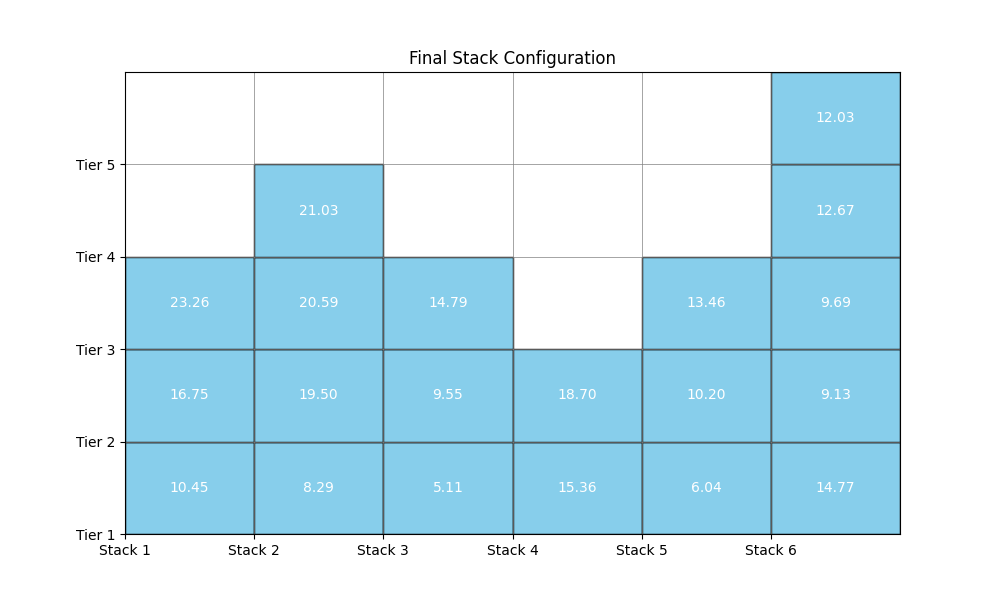 Final Stack Configuration
12.03
Tier 5
21.03 12.67
Tier 4
23.26 20.59 14.79 13.46 9.69
Tier 3
16.75 19.50 9.55 18.70 10.20 9.13
Tier 2
10.45 8.29 5.11 15.36 6.04 14.77
Tier 1
Stack 1 Stack 2 Stack 3 Stack 4 Stack 5 Stack 6